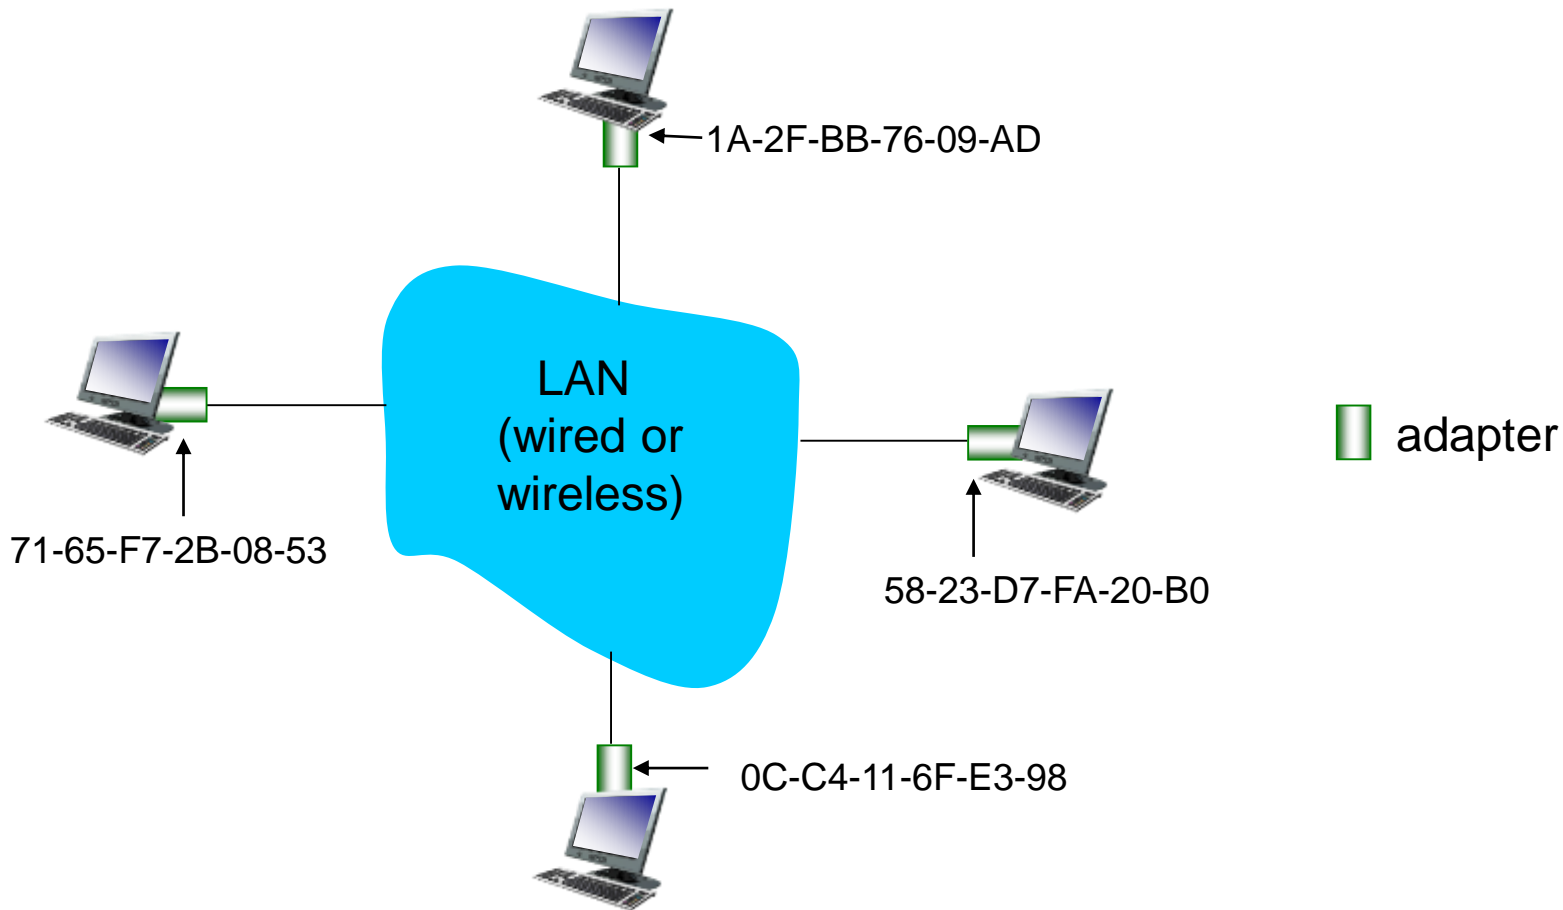 1A-2F-BB-76-09-AD
LAN
(wired or
wireless)
adapter
71-65-F7-2B-08-53
58-23-D7-FA-20-B0
0C-C4-11-6F-E3-98